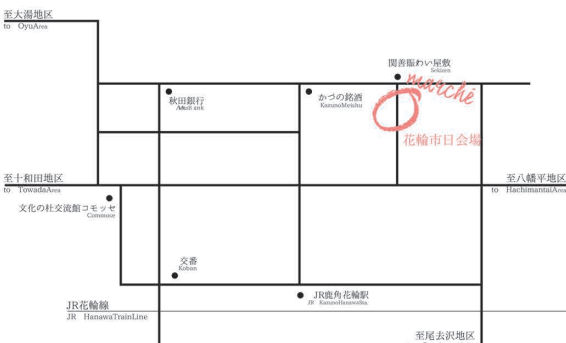 至大湯地区
to OyuArea
関善賑わい屋敷
Sekizen
marché
秋田銀行
かづの銘酒
KazunoMeishu
花輪市日会場
至十和田地区
to TowadaArea
至八幡平地区
to HachimantaiArea
文化の杜交流館コモッセ
Commose
交番
Koban
JR鹿角花輪駅
JR KazunoHanawaSta.
JR花輪線
JR HanawaTrainLine
至尾去沢地区